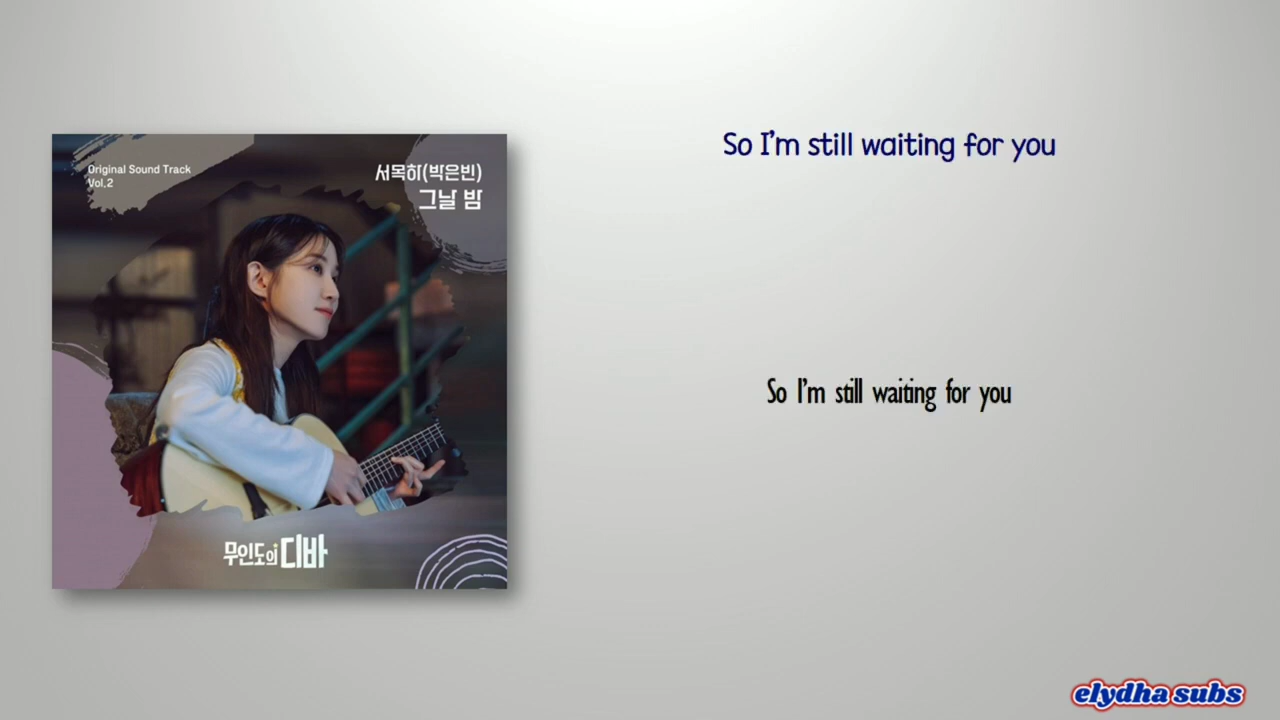 Original Sound Track
Vol.2
서목하(박은빈)
그날 밤
무인도의 디바
So I'm still waiting for you
So I'm still waiting for you
elydha subs